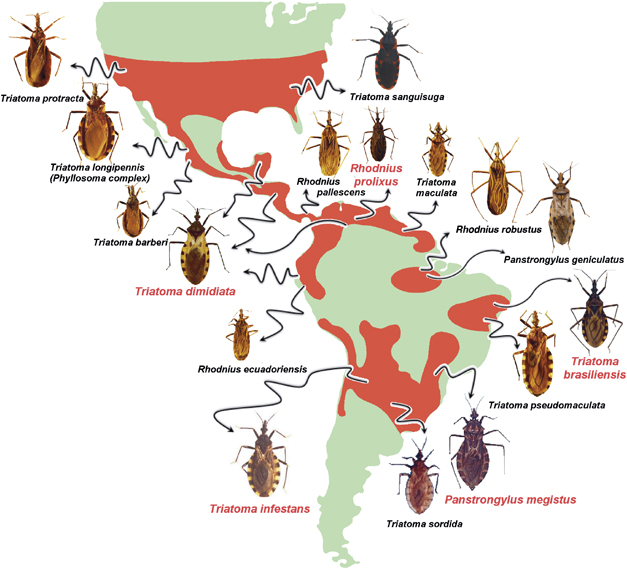 Triatoma protracta
Triatoma sanguisuga
Triatoma longipennis
(Phyllosoma complex)
Rhodnius
pallescens
Rhodnius
prolixus
Triatoma
maculata
Rhodnius robustus
Panstrongylus geniculatus
Triatoma barberi
Triatoma dimidiata
Rhodnius ecuadoriensis
Triatoma
brasiliensis
Triatoma pseudomaculata
Triatoma infestans
Triatoma sordida
Panstrongylus megistus